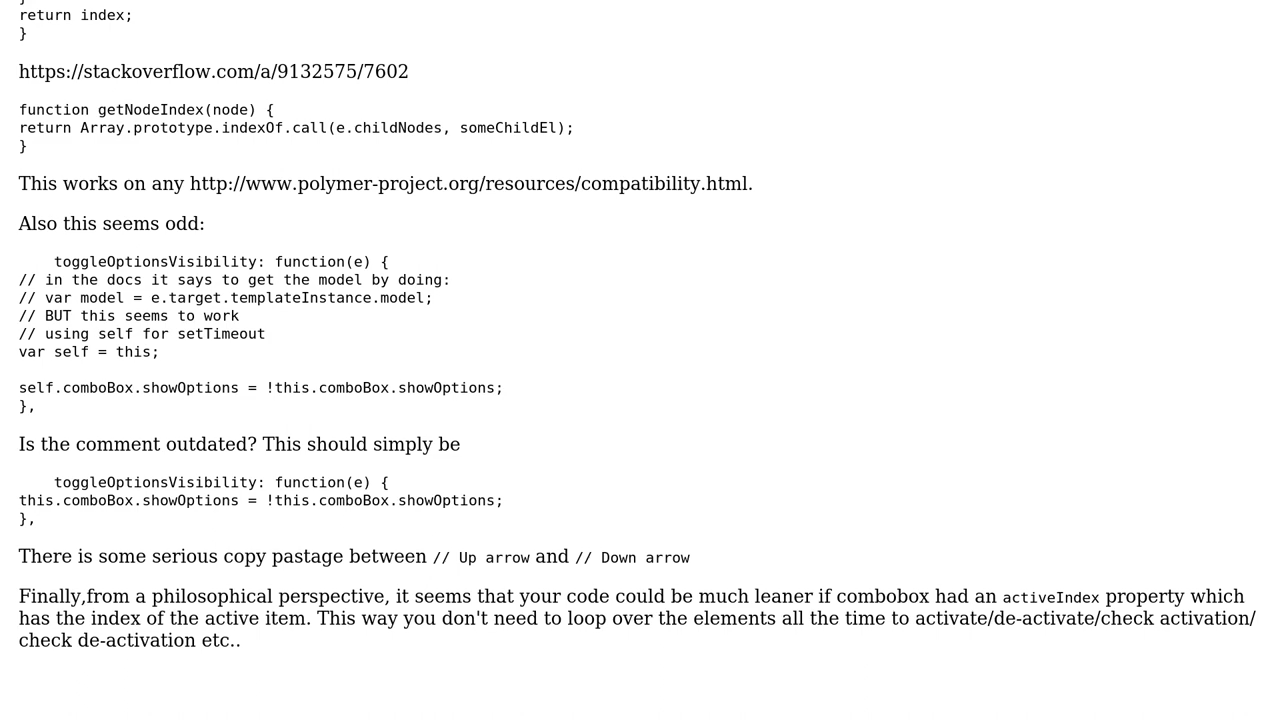 return index;
}
https://stackoverflow.com/a/9132575/7602
function getNodeIndex(node) {
return Array.prototype.indexOf.call(e.childNodes, someChildEl);
}
This works on any http://www.polymer-project.org/resources/compatibility.html.
Also this seems odd:
    toggleOptionsVisibility: function(e) {
// in the docs it says to get the model by doing:
// var model = e.target.templateInstance.model;
// BUT this seems to work
// using self for setTimeout
var self = this;

self.comboBox.showOptions = !this.comboBox.showOptions;
},
Is the comment outdated? This should simply be
    toggleOptionsVisibility: function(e) {
this.comboBox.showOptions = !this.comboBox.showOptions;
},
There is some serious copy pastage between // Up arrow and // Down arrow
Finally,from a philosophical perspective, it seems that your code could be much leaner if combobox had an activeIndex property which
has the index of the active item. This way you don't need to loop over the elements all the time to activate/de-activate/check activation/
check de-activation etc..